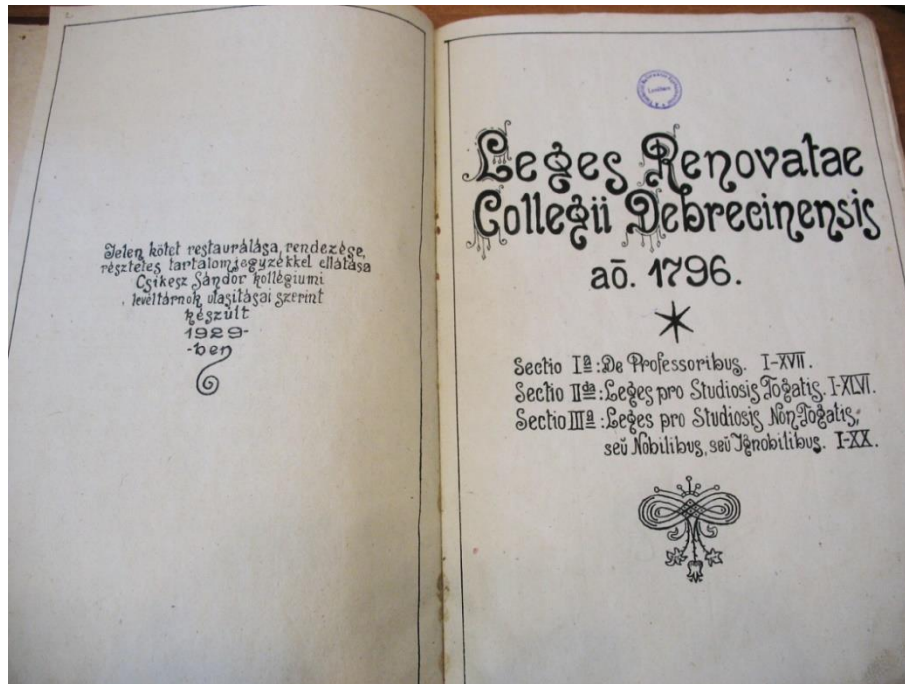 Jelen kötet restaurálása, rendezése,
részletes tartalomjegyzékkel ellátása
Csikesz Sándor kollégiumi
levéltárnok utasításai szerint
készült
1929-
-ben
Leges Renovatae
Collegii Debrecinensis
aō. 1796.
Sectio Iª: De Professoribus. I-XVII.
Sectio IIda: Leges pro Studiosis Togatis. I-XLVI.
Sectio IIIª: Leges pro Studiosis Non Togatis,
seu Nobilibus, seu Ignobilibus. I-XX.